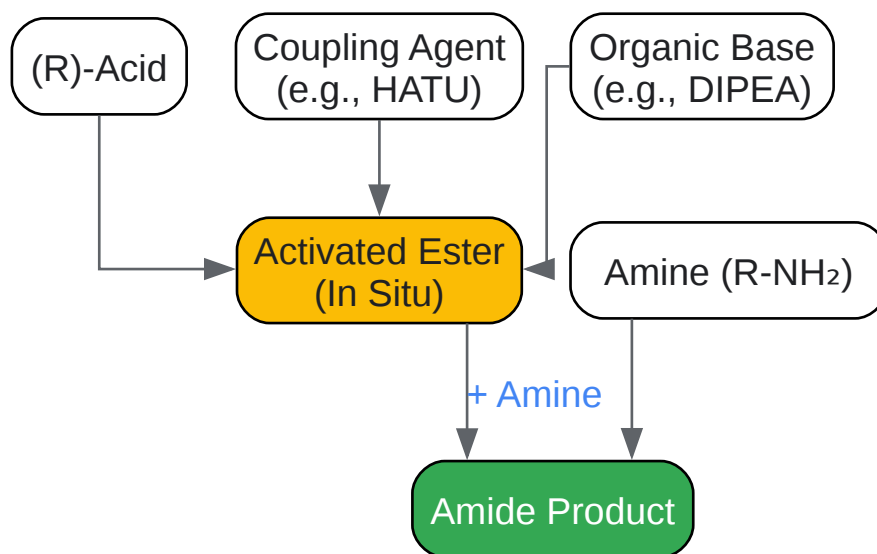 (R)-Acid
Coupling Agent
(e.g., HATU)
Organic Base
(e.g., DIPEA)
Activated Ester
(In Situ)
Amine (R-NH₂)
+ Amine
Amide Product